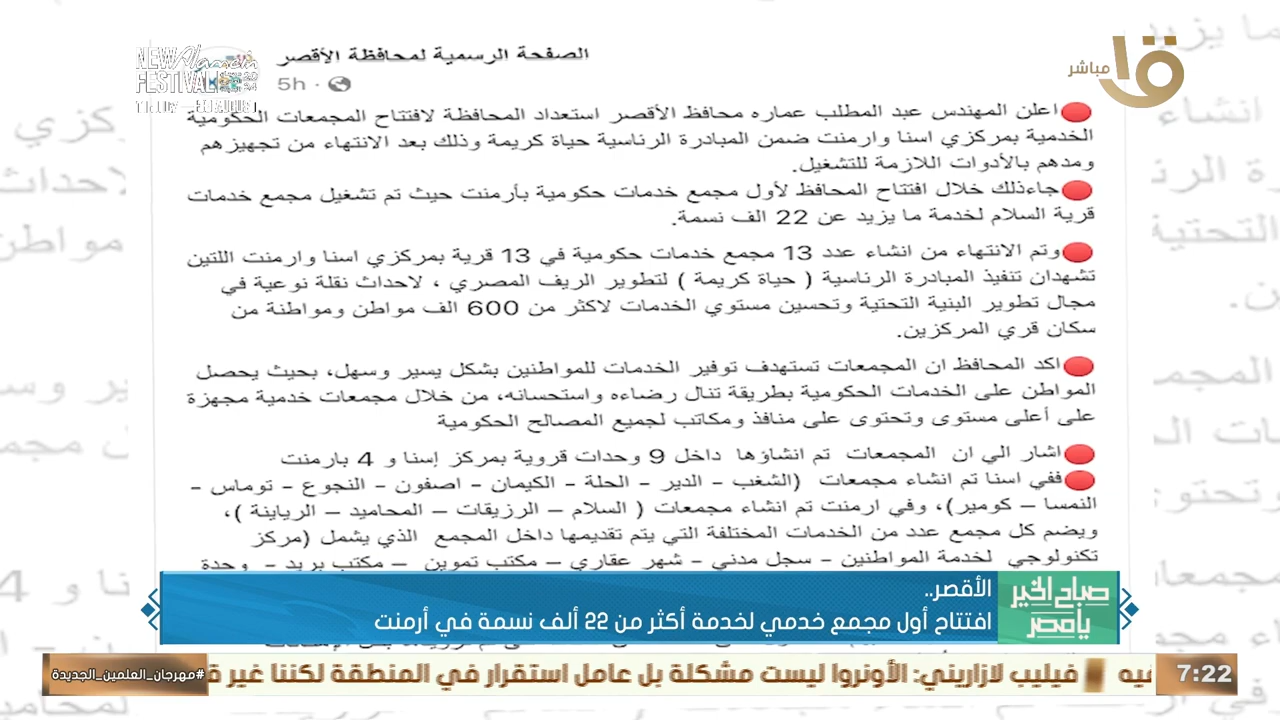 الصفحة الرسمية لمحافظة الأقصر
5h ·
NEW Alamein
FESTIVAL
مباشر
اعلن المهندس عبد المطلب عماره محافظ الأقصر استعداد المحافظة لافتتاح المجمعات الحكومية
الخدمية بمركزي اسنا وارمنت ضمن المبادرة الرئاسية حياة كريمة وذلك بعد الانتهاء من تجهيزهم
ومدهم بالأدوات اللازمة للتشغيل.
جاءذلك خلال افتتاح المحافظ لأول مجمع خدمات حكومية بأرمنت حيث تم تشغيل مجمع خدمات
قرية السلام لخدمة ما يزيد عن 22 الف نسمة.
وتم الانتهاء من انشاء عدد 13 مجمع خدمات حكومية في 13 قرية بمركزي اسنا وارمنت اللتين
تشهدان تنفيذ المبادرة الرئاسية ( حياة كريمة ) لتطوير الريف المصري ، لاحداث نقلة نوعية في
مجال تطوير البنية التحتية وتحسين مستوي الخدمات لاكثر من 600 الف مواطن ومواطنة من
سكان قري المركزين.
اكد المحافظ ان المجمعات تستهدف توفير الخدمات للمواطنين بشكل يسير وسهل، بحيث يحصل
المواطن على الخدمات الحكومية بطريقة تنال رضاءه واستحسانه، من خلال مجمعات خدمية مجهزة
على أعلى مستوى وتحتوى على منافذ ومكاتب لجميع المصالح الحكومية
اشار الي ان المجمعات تم انشاؤها داخل 9 وحدات قروية بمركز إسنا و 4 بارمنت
ففي اسنا تم انشاء مجمعات (الشغب – الدير – الحلة – الكيمان – اصفون – النجوع – توماس –
النمسا – كومير)، وفي ارمنت تم انشاء مجمعات ( السلام – الرزيقات – المحاميد – الرياينة )،
ويضم كل مجمع عدد من الخدمات المختلفة التي يتم تقديمها داخل المجمع الذي يشمل (مركز
تكنولوجي لخدمة المواطنين – سجل مدني – شهر عقاري – مكتب تموين – مكتب بريد – وحدة
صباح الخير
يا مصر
الأقصر..
افتتاح أول مجمع خدمي لخدمة أكثر من 22 ألف نسمة في أرمنت
7:22
فيه
فيليب لازاريني: الأونروا ليست مشكلة بل عامل استقرار في المنطقة لكننا غير ق
#مهرجان_العلمين_الجديدة